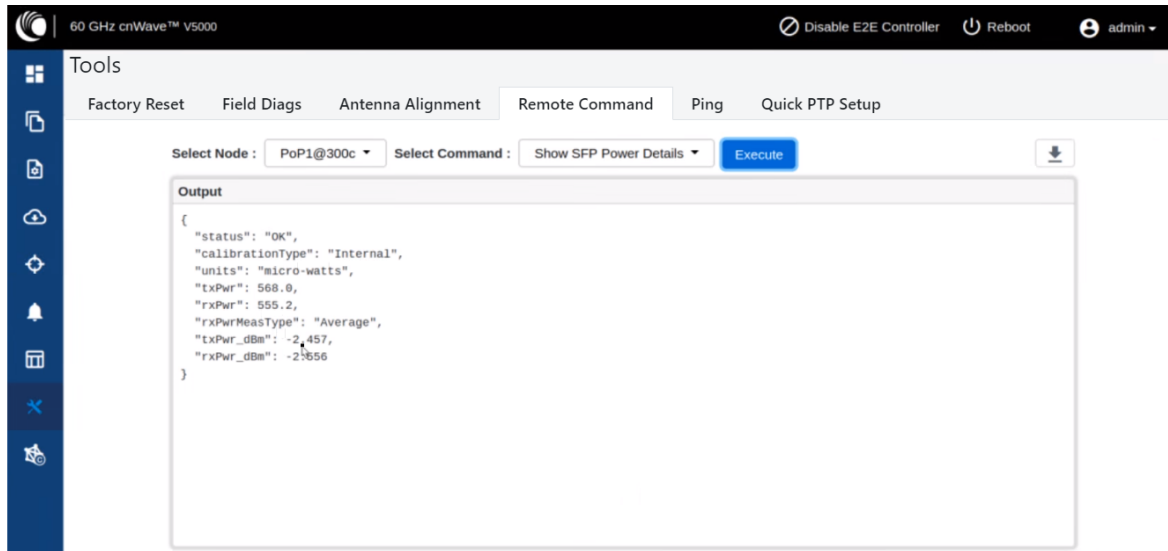 60 GHz cnWave™ V5000 Disable E2E Controller Reboot admin
Tools
Factory Reset Field Diags Antenna Alignment Remote Command Ping Quick PTP Setup
Select Node : PoP1@300c Select Command : Show SFP Power Details Execute
Output
{
"status": "OK",
"calibrationType": "Internal",
"units": "micro-watts",
"txPwr": 568.0,
"rxPwr": 555.2,
"rxPwrMeasType": "Average",
"txPwr_dBm": -2.457,
"rxPwr_dBm": -2.556
}